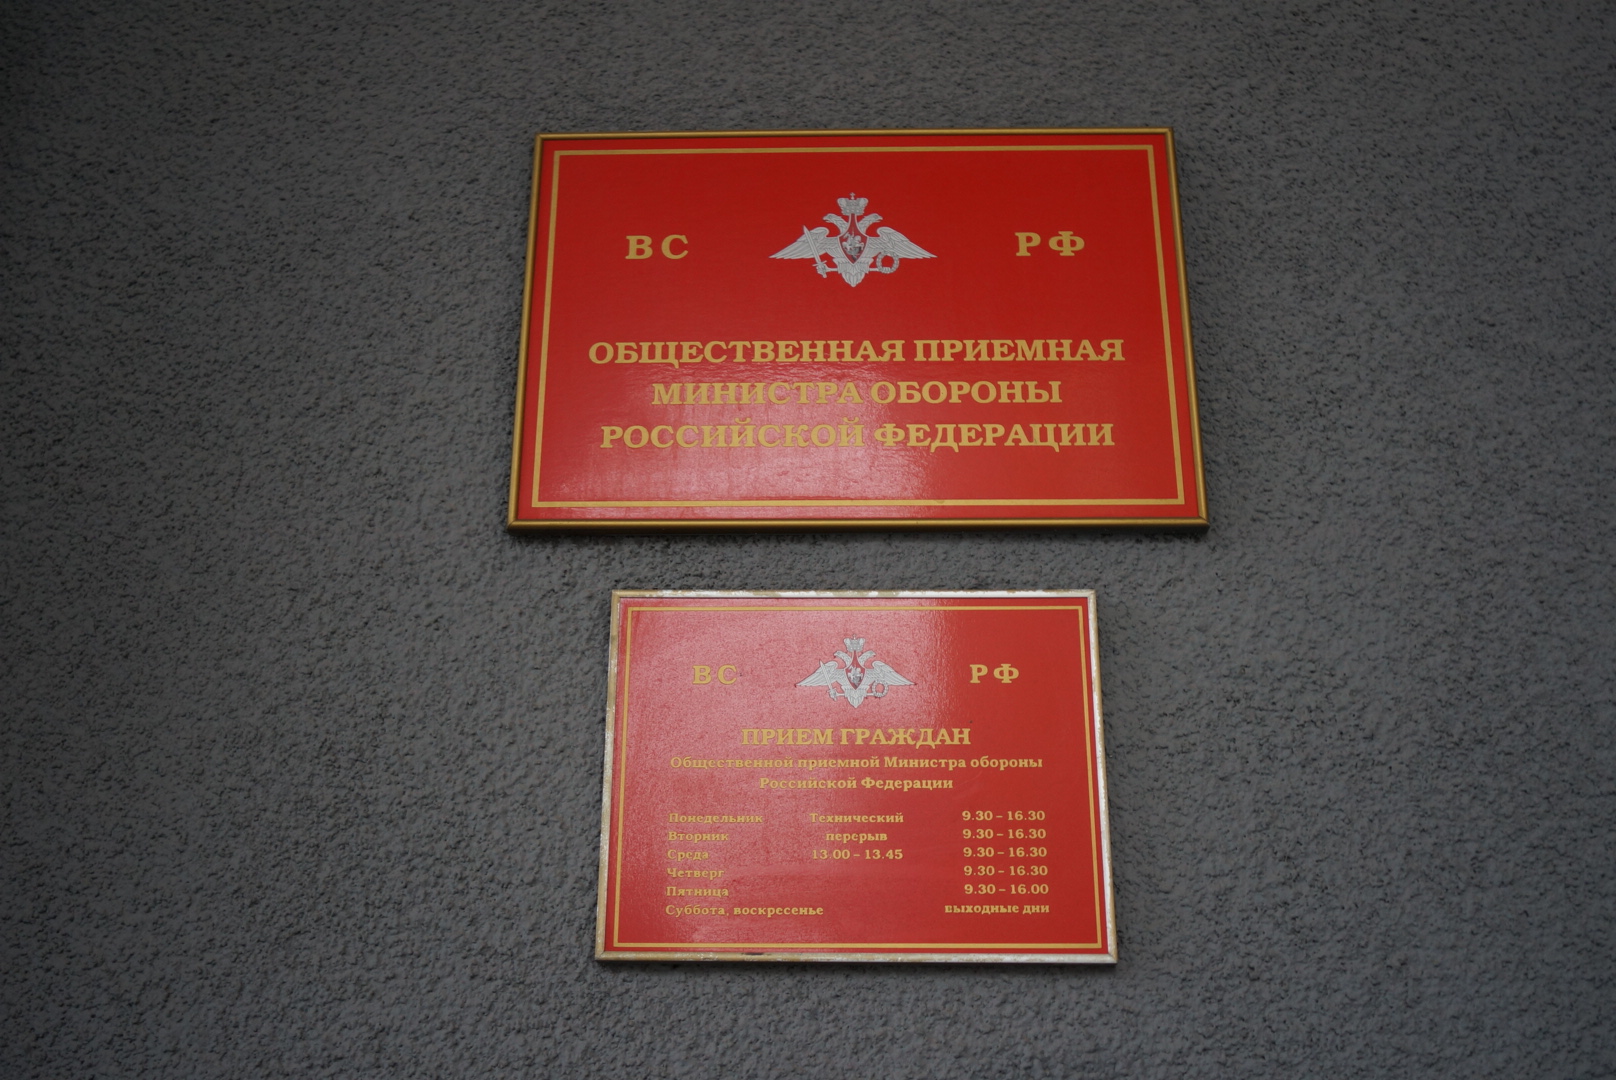 ВС РФ
ОБЩЕСТВЕННАЯ ПРИЕМНАЯ
МИНИСТРА ОБОРОНЫ
РОССИЙСКОЙ ФЕДЕРАЦИИ
ВС РФ
ПРИЕМ ГРАЖДАН
Общественной приемной Министра обороны
Российской Федерации
Понедельник Технический 9.30 – 16.30
Вторник перерыв 9.30 – 16.30
Среда 13.00 – 13.45 9.30 – 16.30
Четверг 9.30 – 16.30
Пятница 9.30 – 16.00
Суббота, воскресенье выходные дни